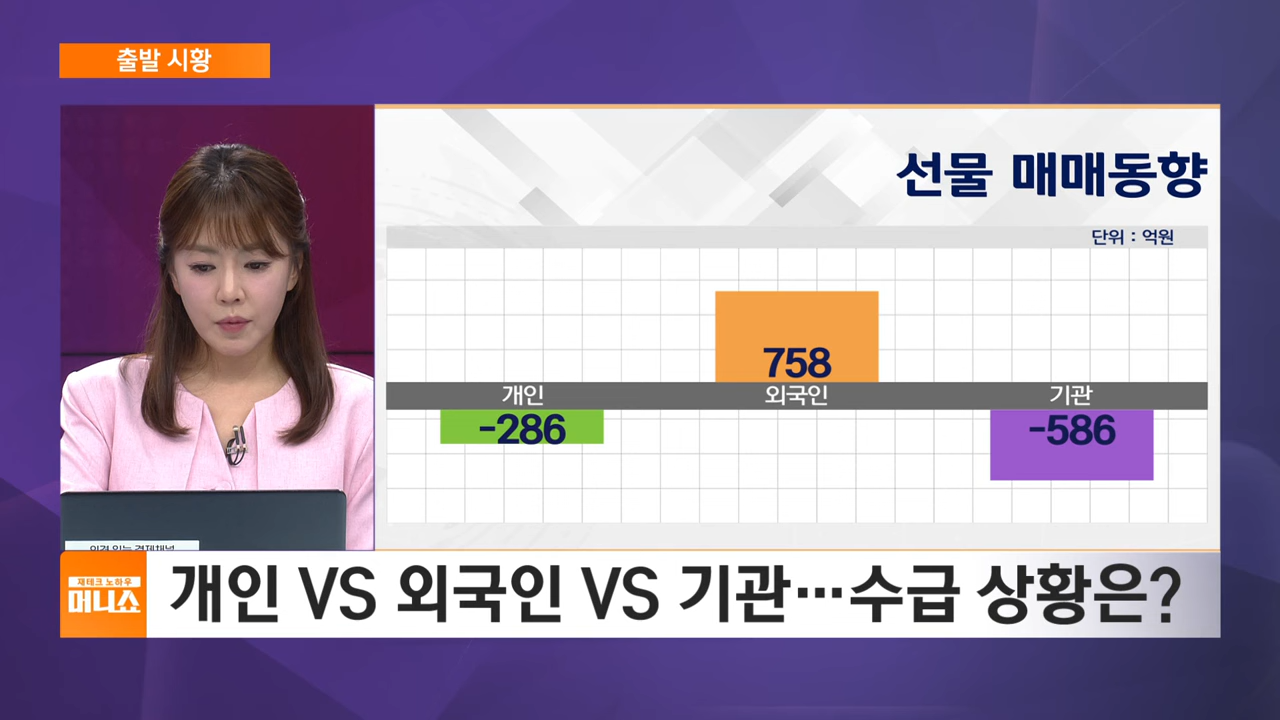 출발 시황
선물 매매동향
단위 : 억원
758
개인
외국인
기관
-286
-586
재테크 노하우
머니쇼
개인 VS 외국인 VS 기관…수급 상황은?